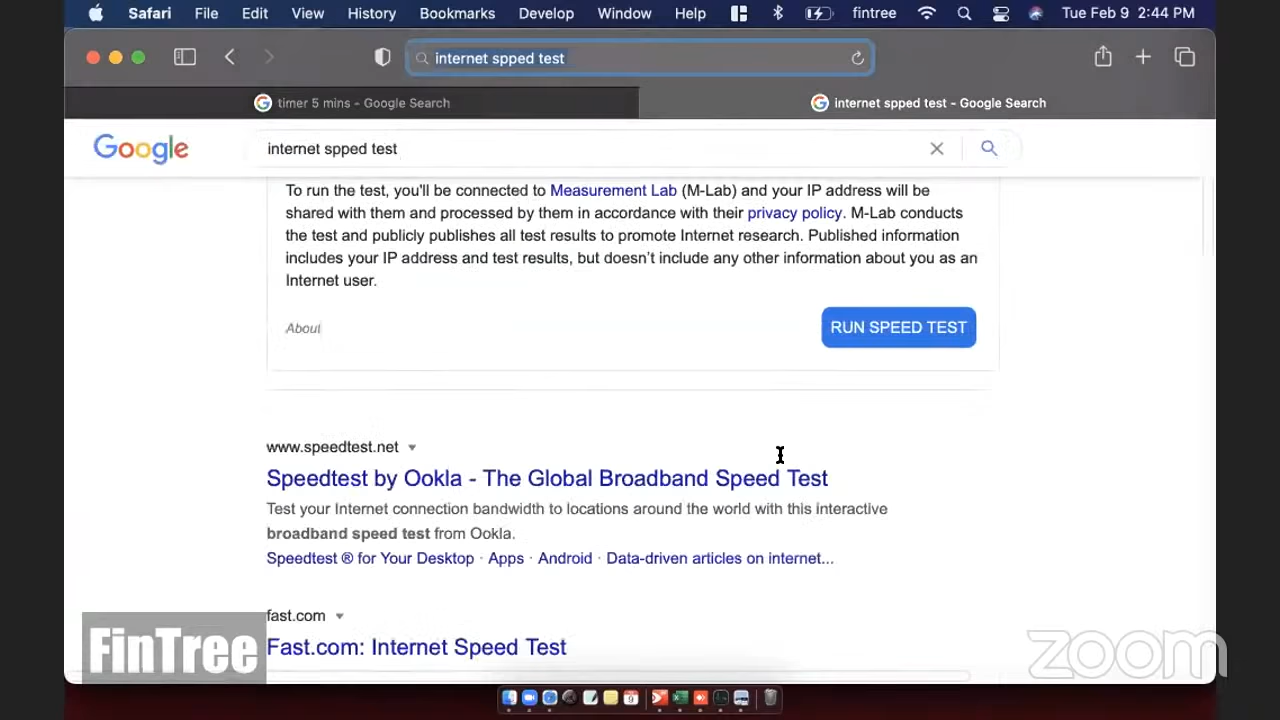 Safari File Edit View History Bookmarks Develop Window Help fintree Tue Feb 9 2:44 PM
internet spped test
timer 5 mins - Google Search
internet spped test - Google Search
Google internet spped test
To run the test, you'll be connected to Measurement Lab (M-Lab) and your IP address will be
shared with them and processed by them in accordance with their privacy policy. M-Lab conducts
the test and publicly publishes all test results to promote Internet research. Published information
includes your IP address and test results, but doesn't include any other information about you as an
Internet user.
About
RUN SPEED TEST
www.speedtest.net
Speedtest by Ookla - The Global Broadband Speed Test
Test your Internet connection bandwidth to locations around the world with this interactive
broadband speed test from Ookla.
Speedtest ® for Your Desktop · Apps · Android · Data-driven articles on internet...
fast.com
Fast.com: Internet Speed Test
FinTree
zoom